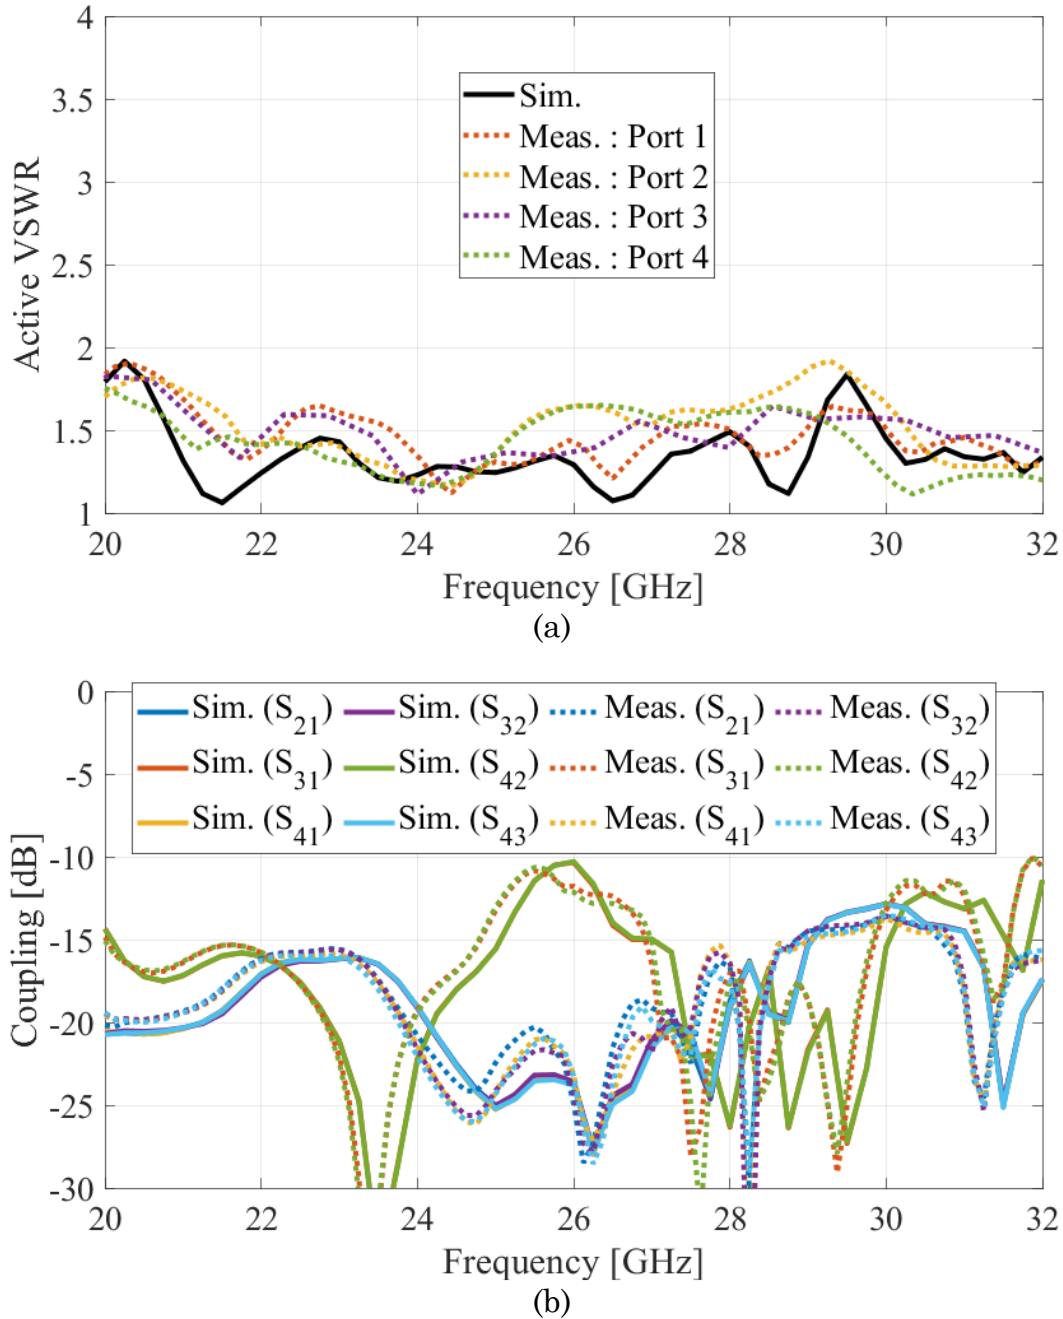 (a)
4
3.5
3
2.5
2
1.5
1
Active VSWR
Sim.
Meas. : Port 1
Meas. : Port 2
Meas. : Port 3
Meas. : Port 4
20 22 24 26 28 30 32
Frequency [GHz]
(a)
0
-5
-10
-15
-20
-25
-30
Coupling [dB]
Sim. (S21) Sim. (S32) Meas. (S21) Meas. (S32)
Sim. (S31) Sim. (S42) Meas. (S31) Meas. (S42)
Sim. (S41) Sim. (S43) Meas. (S41) Meas. (S43)
20 22 24 26 28 30 32
Frequency [GHz]
(b)